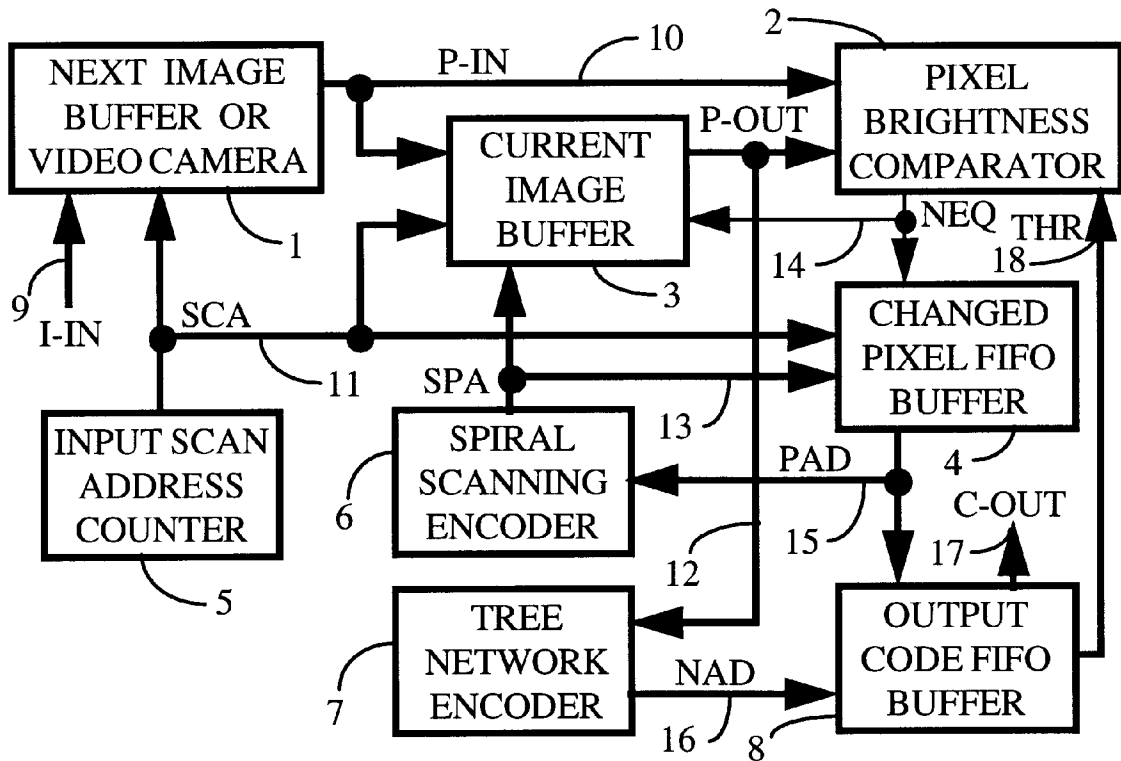 10
2
NEXT IMAGE
BUFFER OR
VIDEO CAMERA
P-IN
PIXEL
BRIGHTNESS
COMPARATOR
P-OUT
CURRENT
IMAGE
BUFFER
1
3
9
I-IN
NEQ
14
THR
18
SCA
11
CHANGED
PIXEL FIFO
BUFFER
SPA
13
4
INPUT SCAN
ADDRESS
COUNTER
5
SPIRAL
SCANNING
ENCODER
6
PAD
15
12
C-OUT
17
TREE
NETWORK
ENCODER
7
NAD
16
OUTPUT
CODE FIFO
BUFFER
8